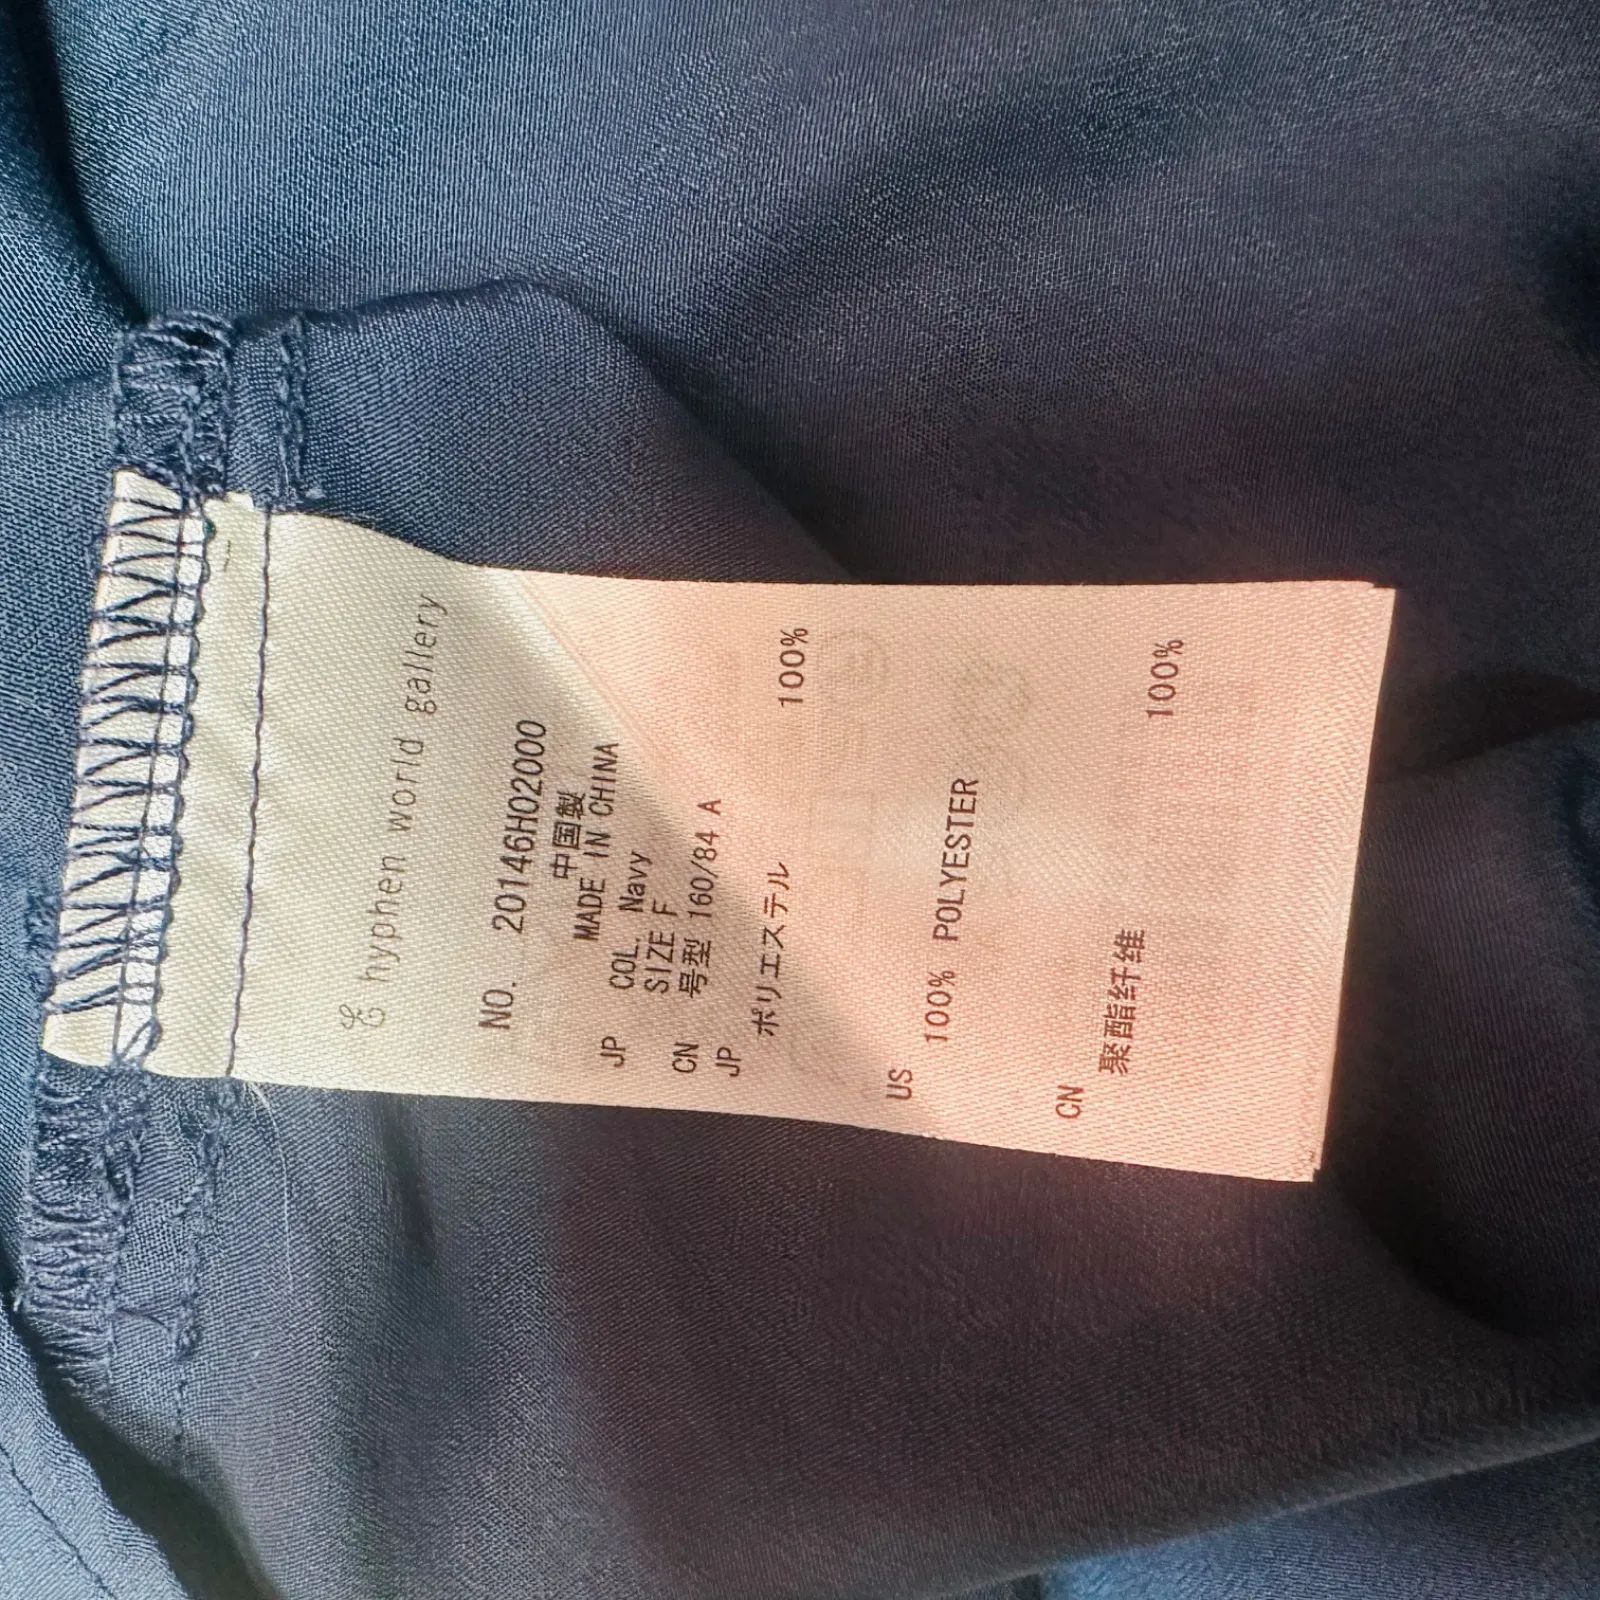 E hyphen world gallery
NO. 20146H02000
中国製
MADE IN CHINA
JP COL. Navy
SIZE F
CN 号型 160/84 A
JP
ポリエステル 100%
US
100% POLYESTER
CN
聚酯纤维 100%